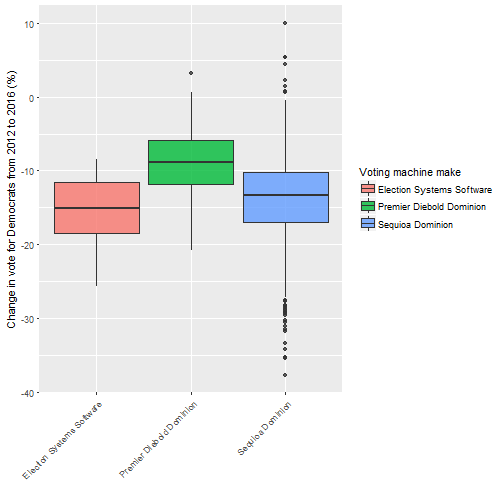 Change in vote for Democrats from 2012 to 2016 (%)
10
0
-10
-20
-30
-40
Election Systems Software
Premier Diebold Dominion
Sequioa Dominion
Voting machine make
Election Systems Software
Premier Diebold Dominion
Sequioa Dominion